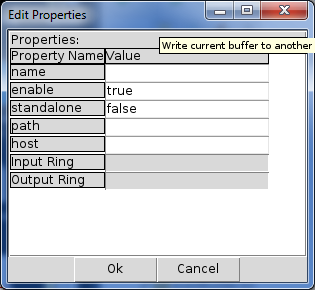 Edit Properties
Properties:
Write current buffer to another
Property Name Value
name
enable true
standalone false
path
host
Input Ring
Output Ring
Ok Cancel